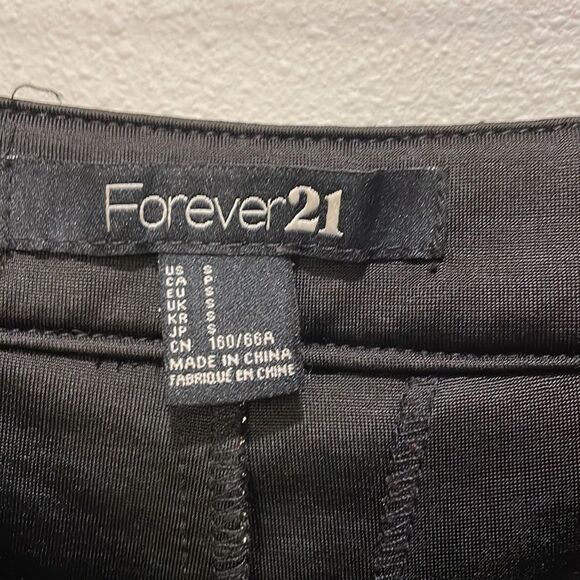 Forever21
US S
CA P
EU S
UK S
KR S
JP S
CN 160/66A
MADE IN CHINA
FABRIQUÉ EN CHINE